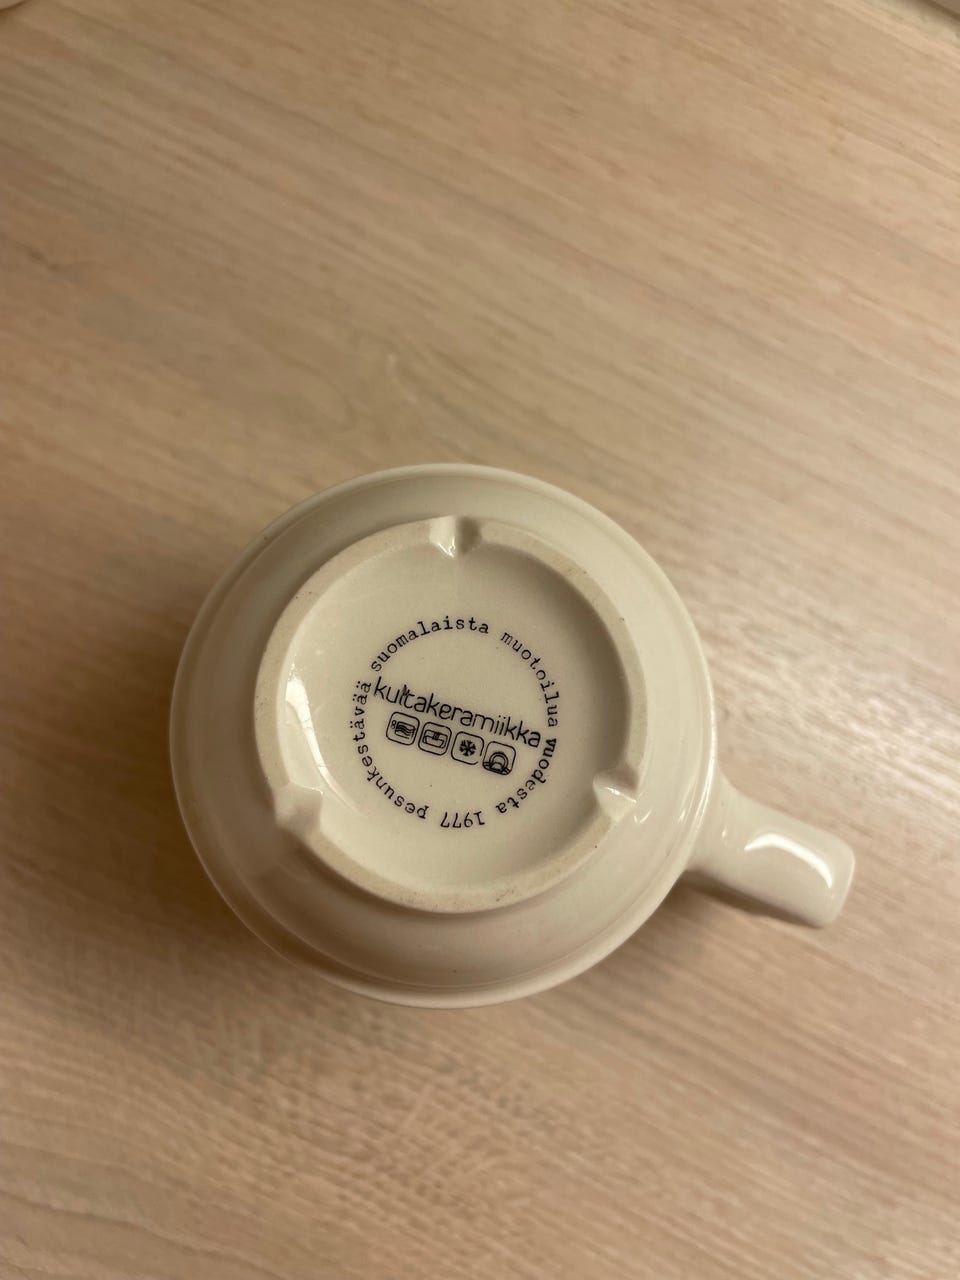 suomalaista muotoilua vuodesta 1977 pesunkestävää
kultakeramiikka